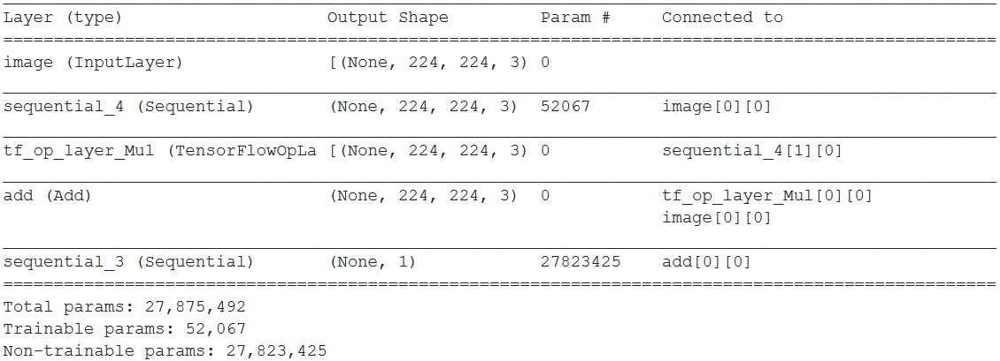 Layer (type) Output Shape Param # Connected to
image (InputLayer) [(None, 224, 224, 3) 0
sequential_4 (Sequential) (None, 224, 224, 3) 52067 image[0][0]
tf_op_layer_Mul (TensorFlowOpLa [(None, 224, 224, 3) 0 sequential_4[1][0]
add (Add) (None, 224, 224, 3) 0 tf_op_layer_Mul[0][0]
image[0][0]
sequential_3 (Sequential) (None, 1) 27823425 add[0][0]
Total params: 27,875,492
Trainable params: 52,067
Non-trainable params: 27,823,425